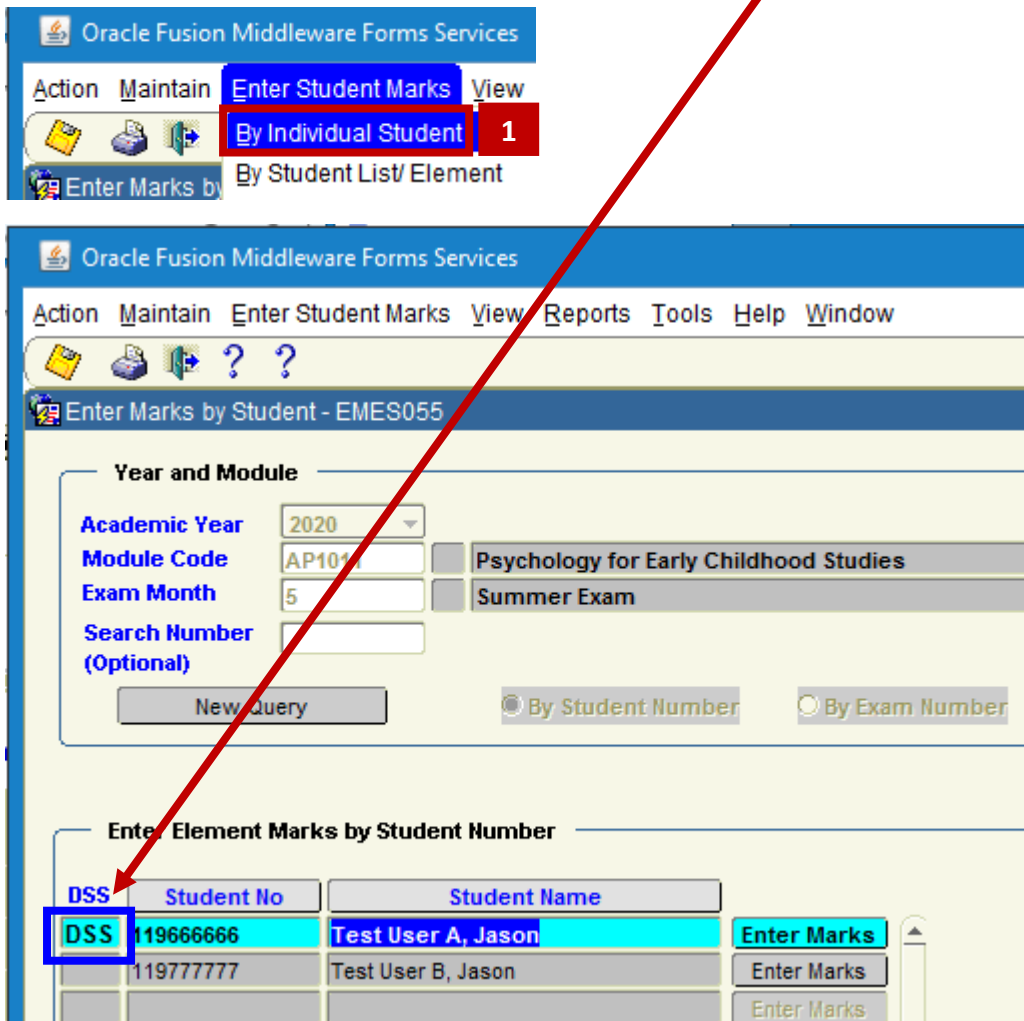 Oracle Fusion Middleware Forms Services
Action Maintain Enter Student Marks View
By Individual Student 1
By Student List/ Element
Enter Marks by
Oracle Fusion Middleware Forms Services
Action Maintain Enter Student Marks View Reports Tools Help Window
? ?
Enter Marks by Student - EMES055
Year and Module
Academic Year 2020
Module Code Psychology for Early Childhood Studies
Exam Month 5 Summer Exam
Search Number
(Optional)
New Query By Student Number By Exam Number
Enter Element Marks by Student Number
DSS Student No Student Name
DSS 119666666 Test User A, Jason Enter Marks
119777777 Test User B, Jason Enter Marks
Enter Marks